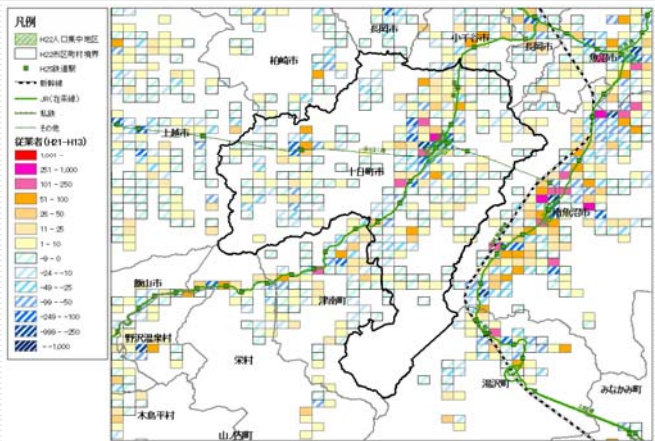 凡例
H22人口集中地区
H22市区町村境界
H25鉄道駅
新幹線
JR(在来線)
私鉄
その他
従業者(H21-H13)
1,001 -
251 - 1,000
101 - 250
51 - 100
26 - 50
11 - 25
1 - 10
-9 - 0
-24 - -10
-49 - -25
-99 - -50
-249 - -100
-999 - -250
- -1,000
長岡市
小千谷市
長岡市
魚沼市
柏崎市
上越市
十日町市
南魚沼市
飯山市
津南町
野沢温泉村
栄村
湯沢町
みなかみ町
木島平村
山ノ内町